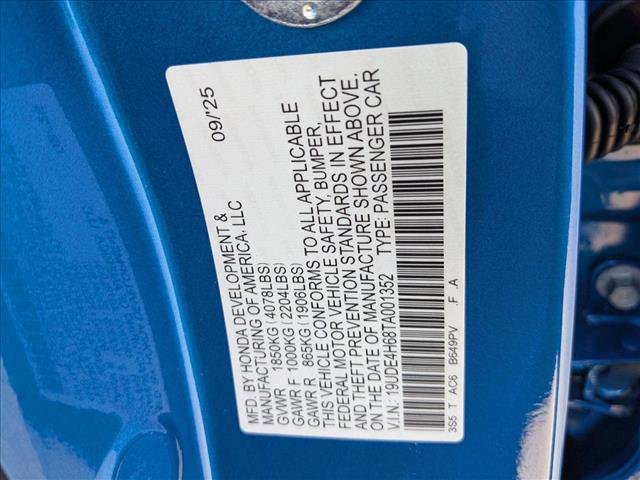 MFD. BY HONDA DEVELOPMENT & 09/'25
MANUFACTURING OF AMERICA, LLC
GVWR 1850KG(4078LBS)
GAWR F 1000KG(2204LBS)
GAWR R 865KG(1906LBS)
THIS VEHICLE CONFORMS TO ALL APPLICABLE
FEDERAL MOTOR VEHICLE SAFETY, BUMPER,
AND THEFT PREVENTION STANDARDS IN EFFECT
ON THE DATE OF MANUFACTURE SHOWN ABOVE.
V.I.N.: 19UDE4H68TA001352 TYPE: PASSENGER CAR
3S5 T AC6 B649PV .F .A